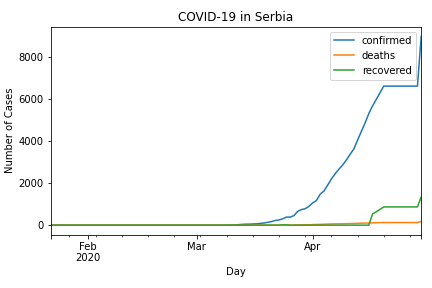 COVID-19 in Serbia
confirmed
deaths
recovered
Number of Cases
8000
6000
4000
2000
0
Feb
2020
Mar
Apr
Day